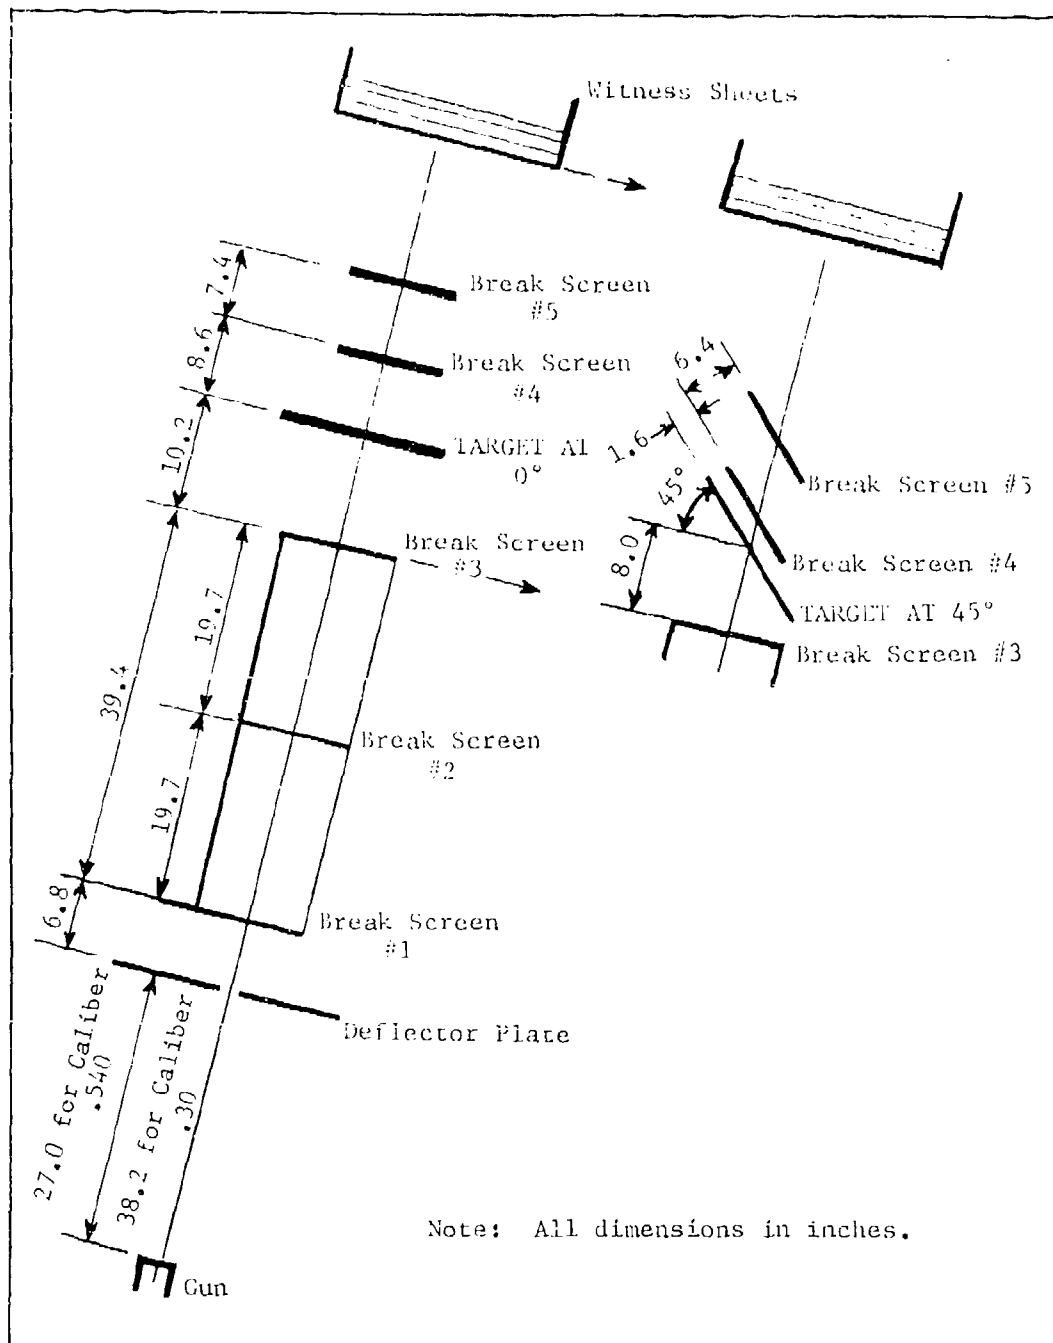 Witness Sheets
7.4
Break Screen
#5
8.6
Break Screen
#4
10.2
TARGET AT
0°
6.4
1.6
45°
Break Screen #5
Break Screen #4
8.0
TARGET AT 45°
Break Screen #3
Break Screen
#3
19.7
39.4
Break Screen
#2
19.7
6.8
Break Screen
#1
Deflector Plate
27.0 for Caliber
.540
38.2 for Caliber
.30
Note: All dimensions in inches.
Gun